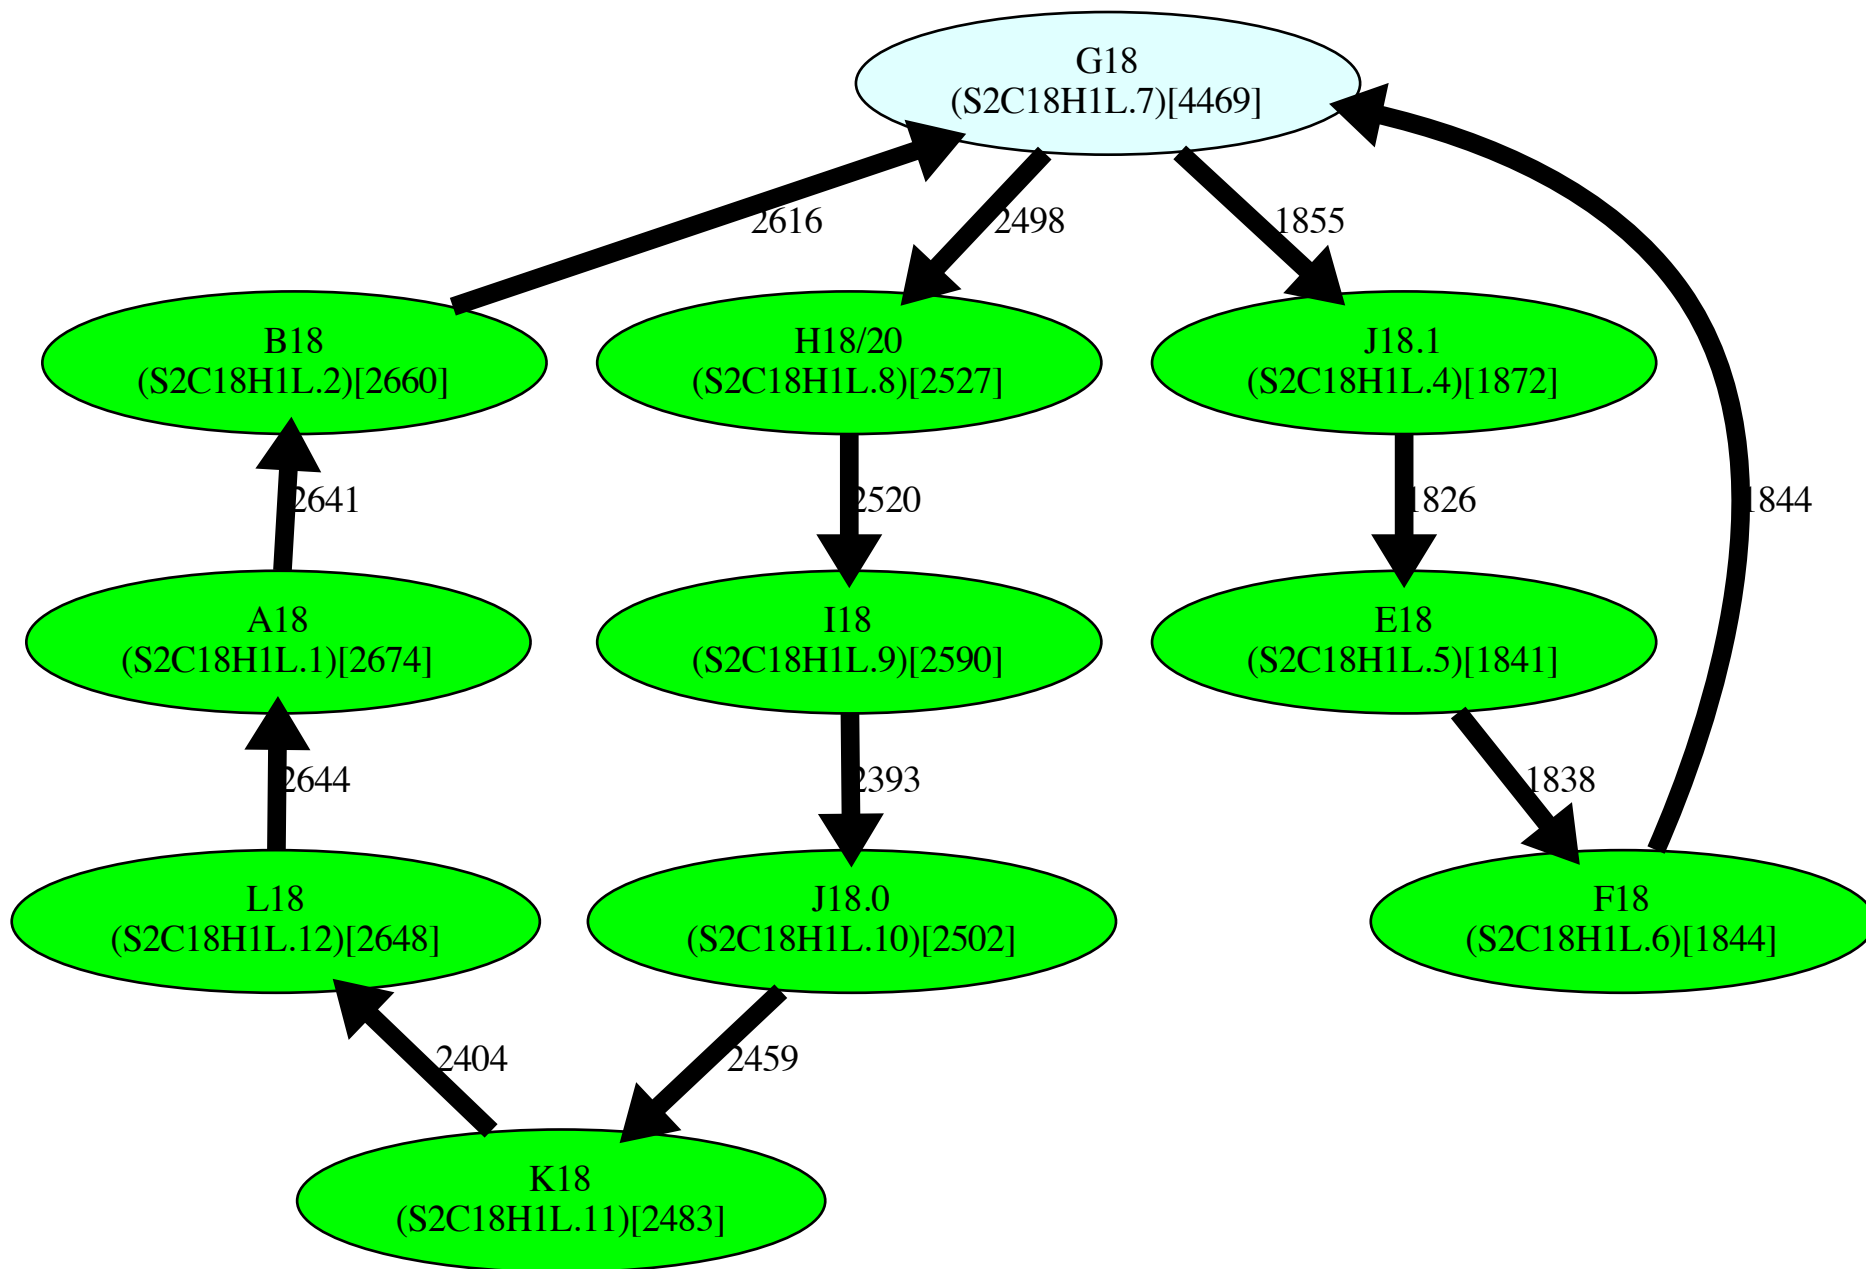 G18
(S2C18H1L.7)[4469]
2616
2498
1855
B18
(S2C18H1L.2)[2660]
H18/20
(S2C18H1L.8)[2527]
J18.1
(S2C18H1L.4)[1872]
2641
2520
1826
1844
A18
(S2C18H1L.1)[2674]
I18
(S2C18H1L.9)[2590]
E18
(S2C18H1L.5)[1841]
2644
2393
1838
L18
(S2C18H1L.12)[2648]
J18.0
(S2C18H1L.10)[2502]
F18
(S2C18H1L.6)[1844]
2404
2459
K18
(S2C18H1L.11)[2483]